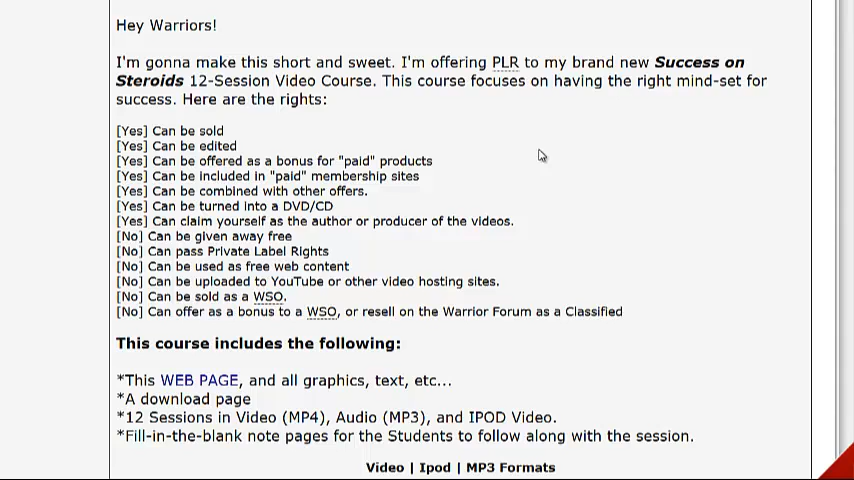 Hey Warriors!
I'm gonna make this short and sweet. I'm offering PLR to my brand new Success on
Steroids 12-Session Video Course. This course focuses on having the right mind-set for
success. Here are the rights:
[Yes] Can be sold
[Yes] Can be edited
[Yes] Can be offered as a bonus for "paid" products
[Yes] Can be included in "paid" membership sites
[Yes] Can be combined with other offers.
[Yes] Can be turned into a DVD/CD
[Yes] Can claim yourself as the author or producer of the videos.
[No] Can be given away free
[No] Can pass Private Label Rights
[No] Can be used as free web content
[No] Can be uploaded to YouTube or other video hosting sites.
[No] Can be sold as a WSO.
[No] Can offer as a bonus to a WSO, or resell on the Warrior Forum as a Classified
This course includes the following:
*This WEB PAGE, and all graphics, text, etc...
*A download page
*12 Sessions in Video (MP4), Audio (MP3), and IPOD Video.
*Fill-in-the-blank note pages for the Students to follow along with the session.
Video | Ipod | MP3 Formats